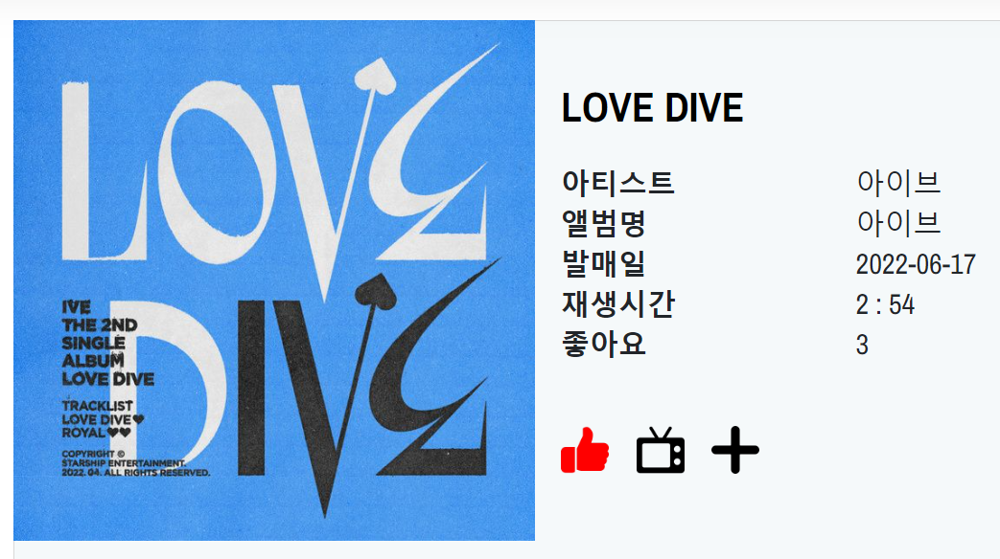 LOVE
DIVE
IVE
THE 2ND
SINGLE
ALBUM
LOVE DIVE
TRACKLIST
LOVE DIVE♥
ROYAL♥♥
COPYRIGHT ©
STARSHIP ENTERTAINMENT.
2022. 04. ALL RIGHTS RESERVED.
LOVE DIVE
아티스트 아이브
앨범명 아이브
발매일 2022-06-17
재생시간 2 : 54
좋아요 3